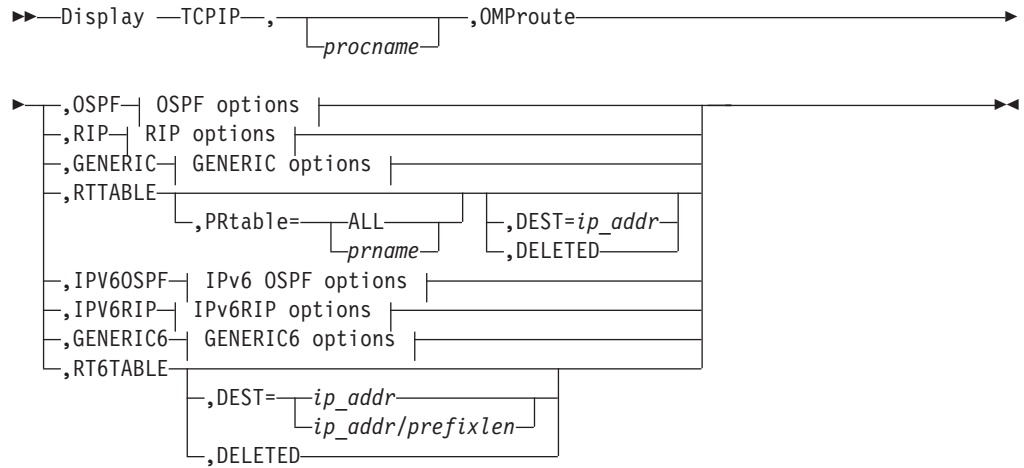 Display TCPIP , ,OMProute
procname
,OSPF OSPF options
,RIP RIP options
,GENERIC GENERIC options
,RTTABLE
,PRtable= ALL ,DEST=ip_addr
prname ,DELETED
,IPV6OSPF IPv6 OSPF options
,IPV6RIP IPv6RIP options
,GENERIC6 GENERIC6 options
,RT6TABLE
,DEST= ip_addr
ip_addr/prefixlen
,DELETED